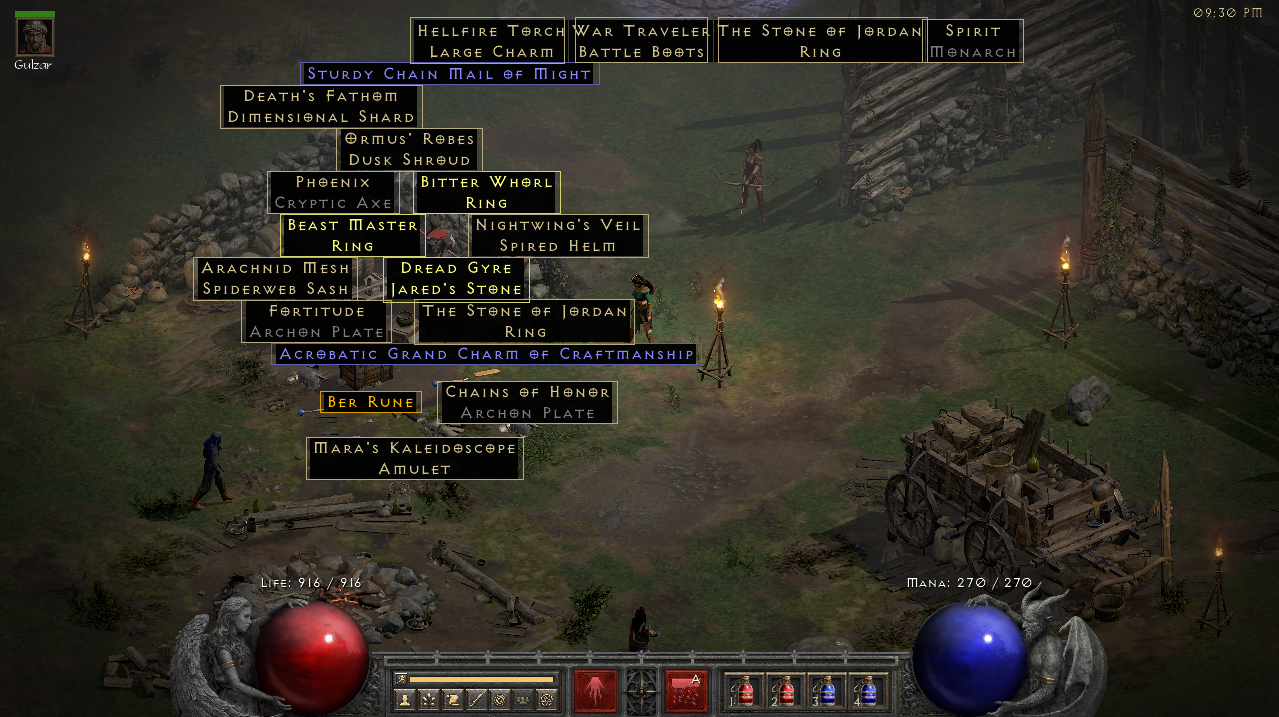 09:30 PM
Gulzar
Hellfire Torch
Large Charm
War Traveler
Battle Boots
The Stone of Jordan
Ring
Spirit
Monarch
Sturdy Chain Mail of Might
Death's Fathom
Dimensional Shard
Ormus' Robes
Dusk Shroud
Phoenix
Cryptic Axe
Bitter Whorl
Ring
Beast Master
Ring
Nightwing's Veil
Spired Helm
Arachnid Mesh
Spiderweb Sash
Dread Gyre
Jared's Stone
Fortitude
Archon Plate
The Stone of Jordan
Ring
Acrobatic Grand Charm of Craftmanship
Ber Rune
Chains of Honor
Archon Plate
Mara's Kaleidoscope
Amulet
Life: 916 / 916
Mana: 270 / 270
A
1 2 3 4